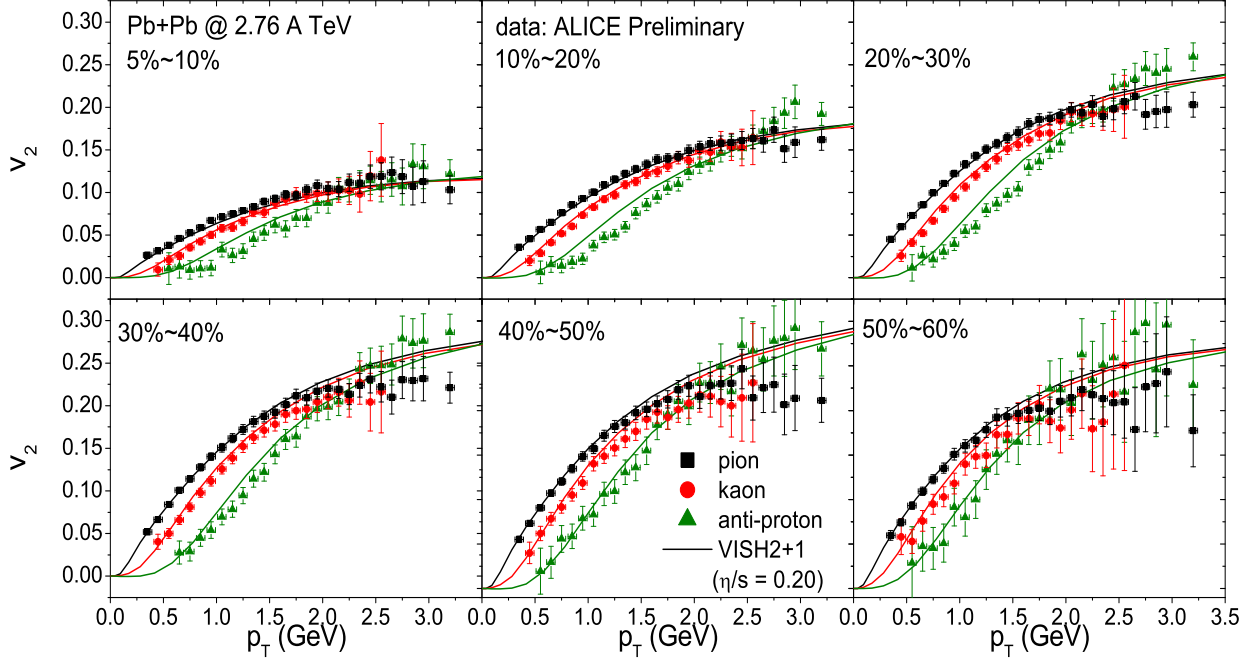 0.30
0.25
0.20
0.15
0.10
0.05
0.00
v2
Pb+Pb @ 2.76 A TeV
5%~10%
data: ALICE Preliminary
10%~20%
20%~30%
0.30
0.25
0.20
0.15
0.10
0.05
0.00
v2
30%~40%
40%~50%
50%~60%
pion
kaon
anti-proton
VISH2+1
(η/s = 0.20)
0.0 0.5 1.0 1.5 2.0 2.5 3.0 0.0 0.5 1.0 1.5 2.0 2.5 3.0 0.0 0.5 1.0 1.5 2.0 2.5 3.0 3.5
pT (GeV) pT (GeV) pT (GeV)